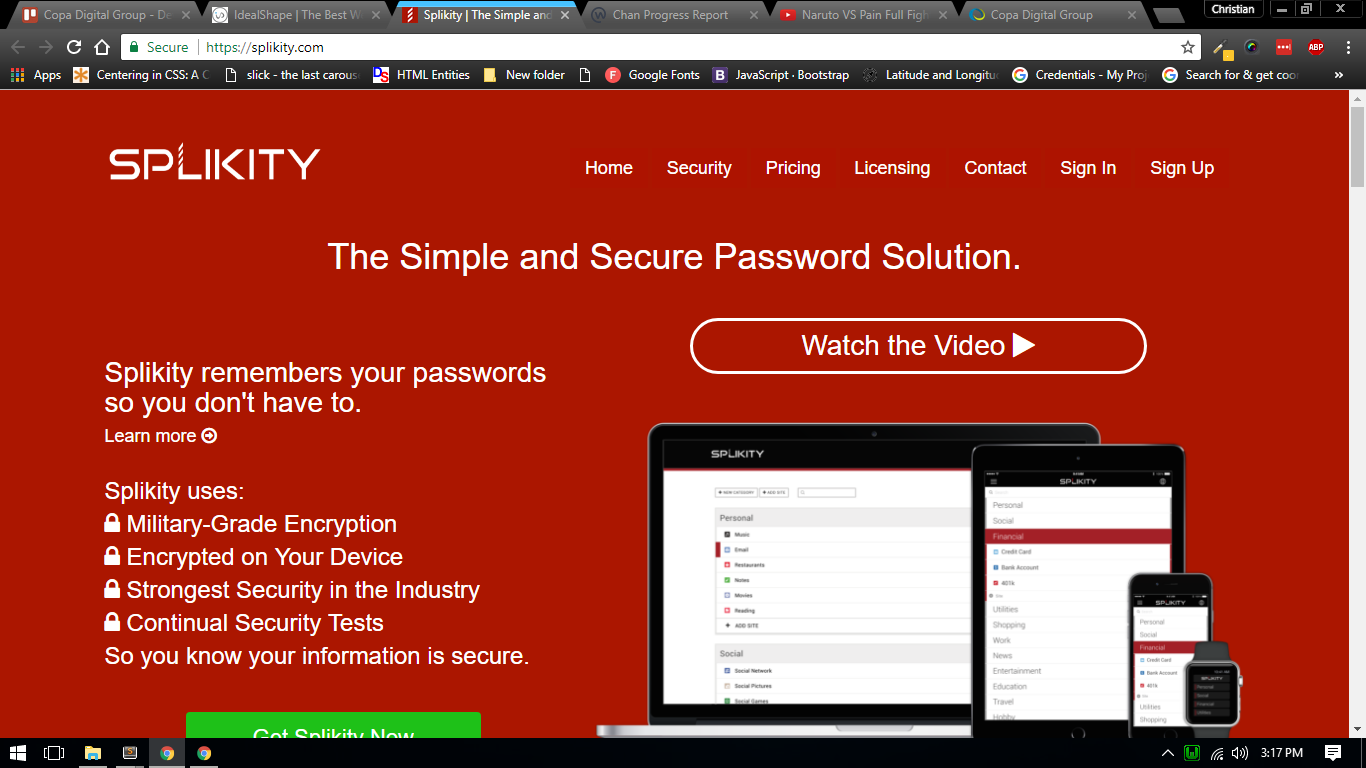 Copa Digital Group - De
IdealShape | The Best W
Splikity | The Simple and
Chan Progress Report
Naruto VS Pain Full Figh
Copa Digital Group
Christian
Secure
https://splikity.com
ABP
Apps
Centering in CSS: A C
slick - the last carous
DS
HTML Entities
New folder
F
Google Fonts
B
JavaScript · Bootstrap
Latitude and Longitu
Credentials - My Proj
Search for & get coor
»
SPLIKITY
Home
Security
Pricing
Licensing
Contact
Sign In
Sign Up
The Simple and Secure Password Solution.
Watch the Video
Splikity remembers your passwords
so you don't have to.
Learn more
Splikity uses:
Military-Grade Encryption
Encrypted on Your Device
Strongest Security in the Industry
Continual Security Tests
So you know your information is secure.
Get Splikity Now
SPLIKITY
+ NEW CATEGORY
+ ADD SITE
Personal
Music
Email
Restaurants
Notes
Movies
Reading
+ ADD SITE
Social
Social Network
Social Pictures
Social Games
SPLIKITY
Personal
Social
Financial
Credit Card
Bank Account
401k
Utilities
Shopping
Work
News
Entertainment
Education
Travel
Hobby
SPLIKITY
Personal
Social
Financial
Credit Card
Bank Account
401k
Utilities
Shopping
SPLIKITY
Personal
Social
Financial
Utilities
3:17 PM